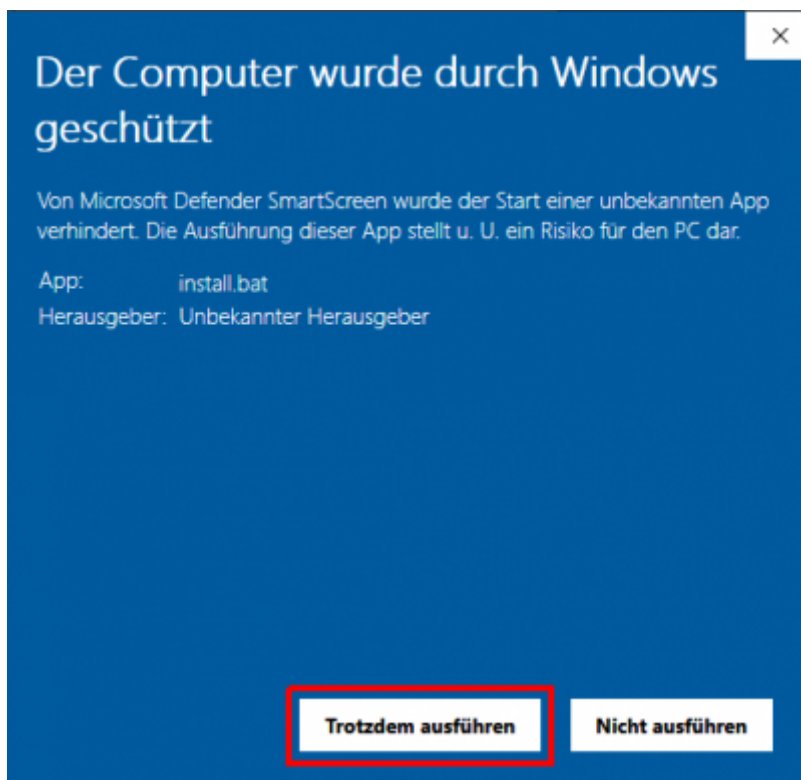 Der Computer wurde durch Windows
geschützt
Von Microsoft Defender SmartScreen wurde der Start einer unbekannten App
verhindert. Die Ausführung dieser App stellt u. U. ein Risiko für den PC dar.
App: install.bat
Herausgeber: Unbekannter Herausgeber
Trotzdem ausführen Nicht ausführen